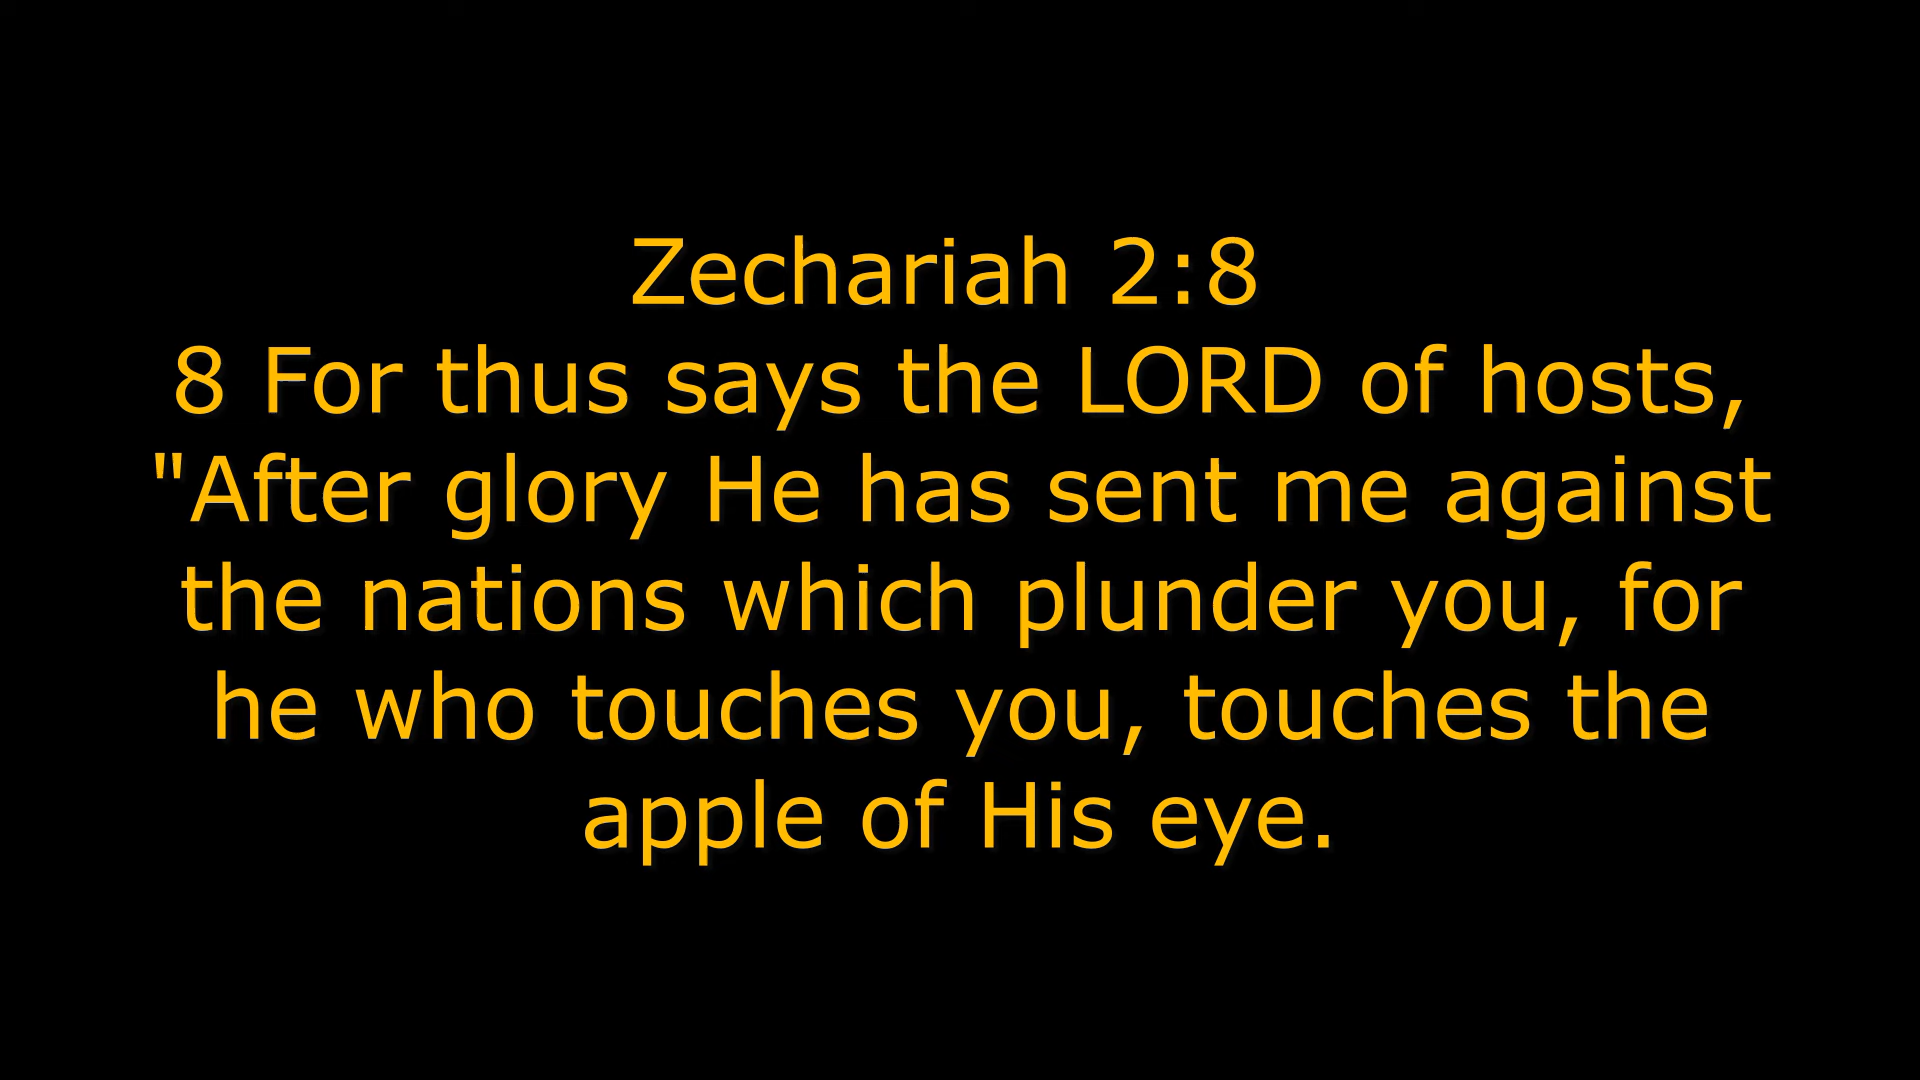 Zechariah 2:8
8 For thus says the LORD of hosts,
"After glory He has sent me against
the nations which plunder you, for
he who touches you, touches the
apple of His eye.